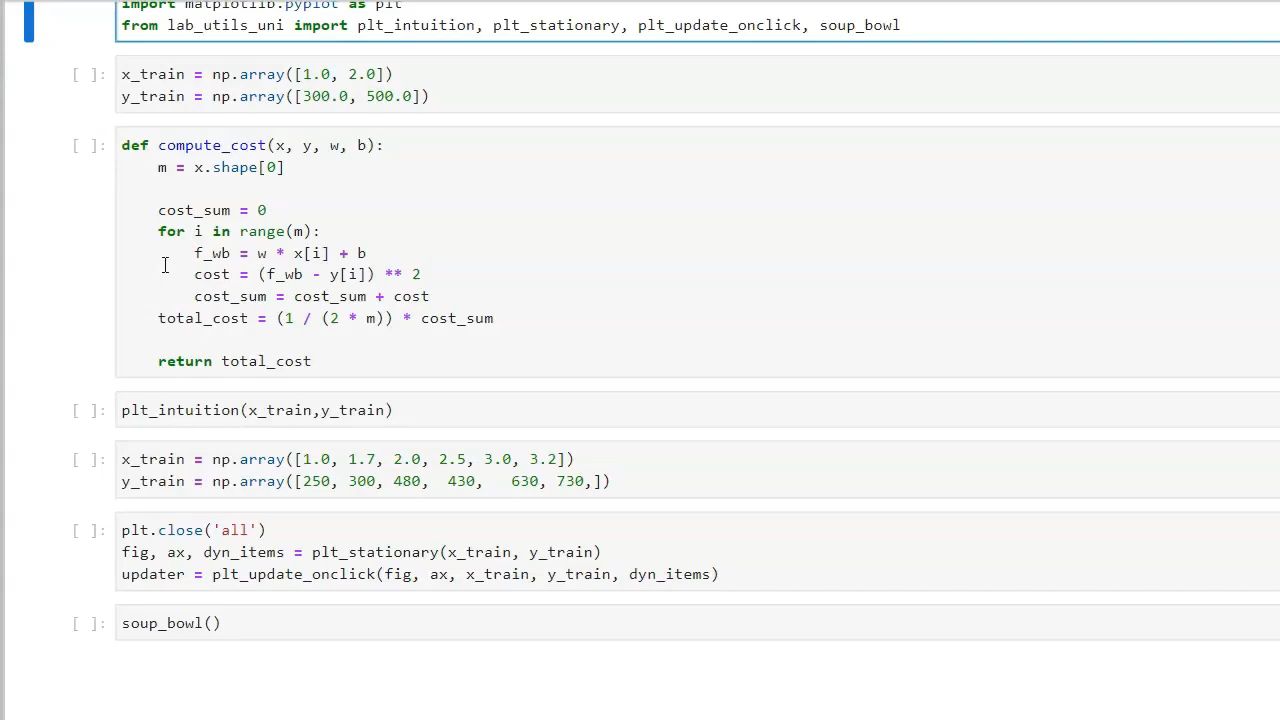 import matplotlib.pyplot as plt
from lab_utils_uni import plt_intuition, plt_stationary, plt_update_onclick, soup_bowl
[ ]: x_train = np.array([1.0, 2.0])
y_train = np.array([300.0, 500.0])
[ ]: def compute_cost(x, y, w, b):
m = x.shape[0]
cost_sum = 0
for i in range(m):
f_wb = w * x[i] + b
cost = (f_wb - y[i]) ** 2
cost_sum = cost_sum + cost
total_cost = (1 / (2 * m)) * cost_sum
return total_cost
[ ]: plt_intuition(x_train,y_train)
[ ]: x_train = np.array([1.0, 1.7, 2.0, 2.5, 3.0, 3.2])
y_train = np.array([250, 300, 480,  430,   630, 730,])
[ ]: plt.close('all')
fig, ax, dyn_items = plt_stationary(x_train, y_train)
updater = plt_update_onclick(fig, ax, x_train, y_train, dyn_items)
[ ]: soup_bowl()